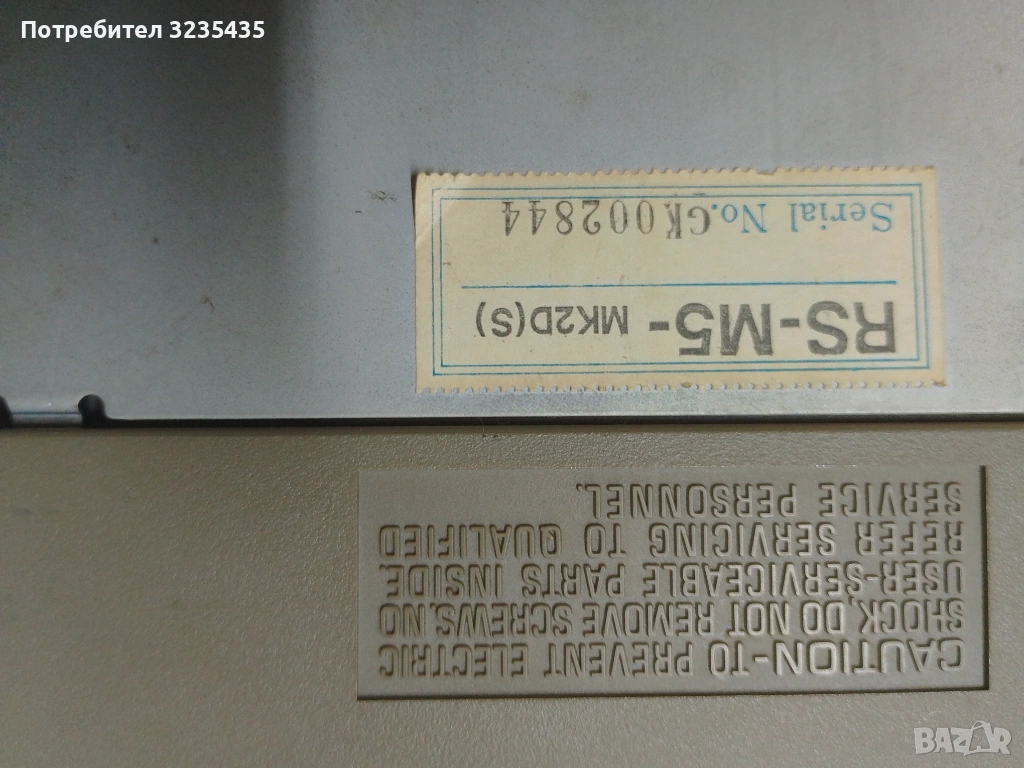 Потребител 3235435
RS-M5- MK2D(S)
Serial No.GK002844
CAUTION-TO PREVENT ELECTRIC
SHOCK, DO NOT REMOVE SCREWS. NO
USER-SERVICEABLE PARTS INSIDE.
REFER SERVICING TO QUALIFIED
SERVICE PERSONNEL.
BAZAR